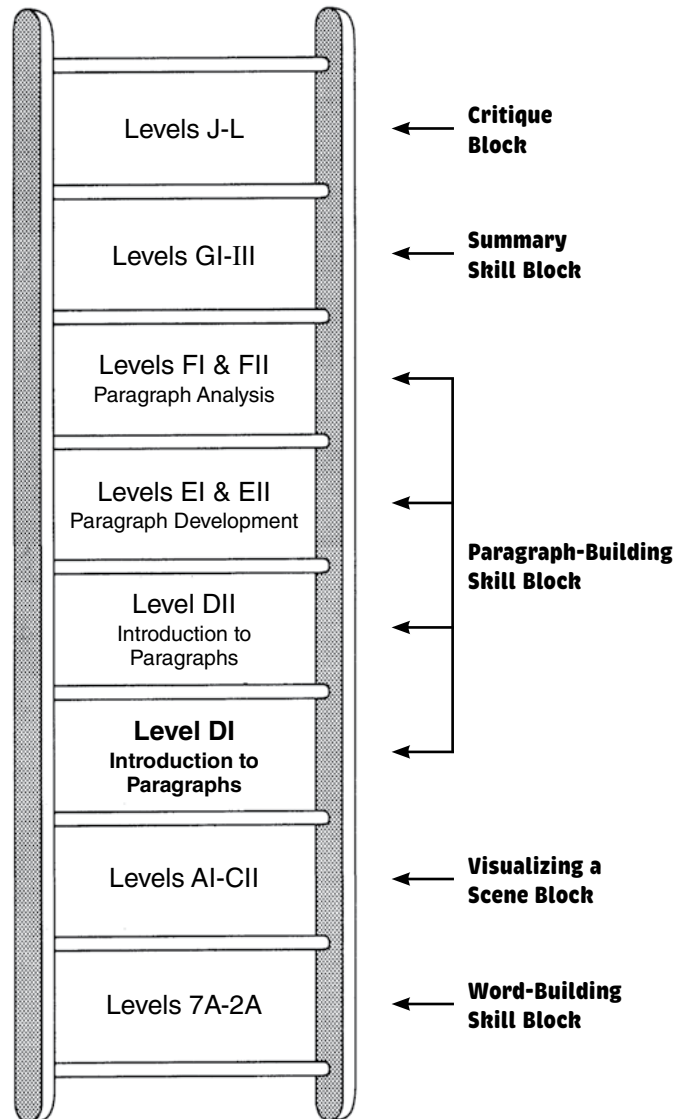 Levels J-L
Critique
Block
Levels GI-III
Summary
Skill Block
Levels FI & FII
Paragraph Analysis
Levels EI & EII
Paragraph Development
Paragraph-Building
Skill Block
Level DII
Introduction to
Paragraphs
Level DI
Introduction to
Paragraphs
Levels AI-CII
Visualizing a
Scene Block
Levels 7A-2A
Word-Building
Skill Block